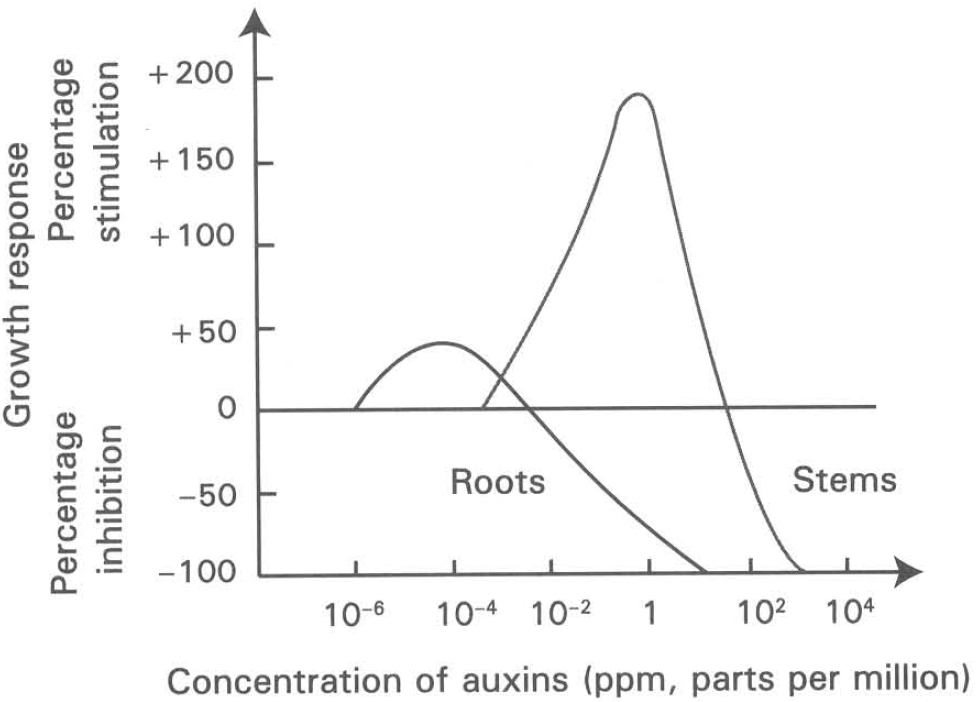 Growth response
Percentage
stimulation
Percentage
inhibition
+200
+150
+100
+50
0
−50
−100
Roots
Stems
10⁻⁶ 10⁻⁴ 10⁻² 1 10² 10⁴
Concentration of auxins (ppm, parts per million)